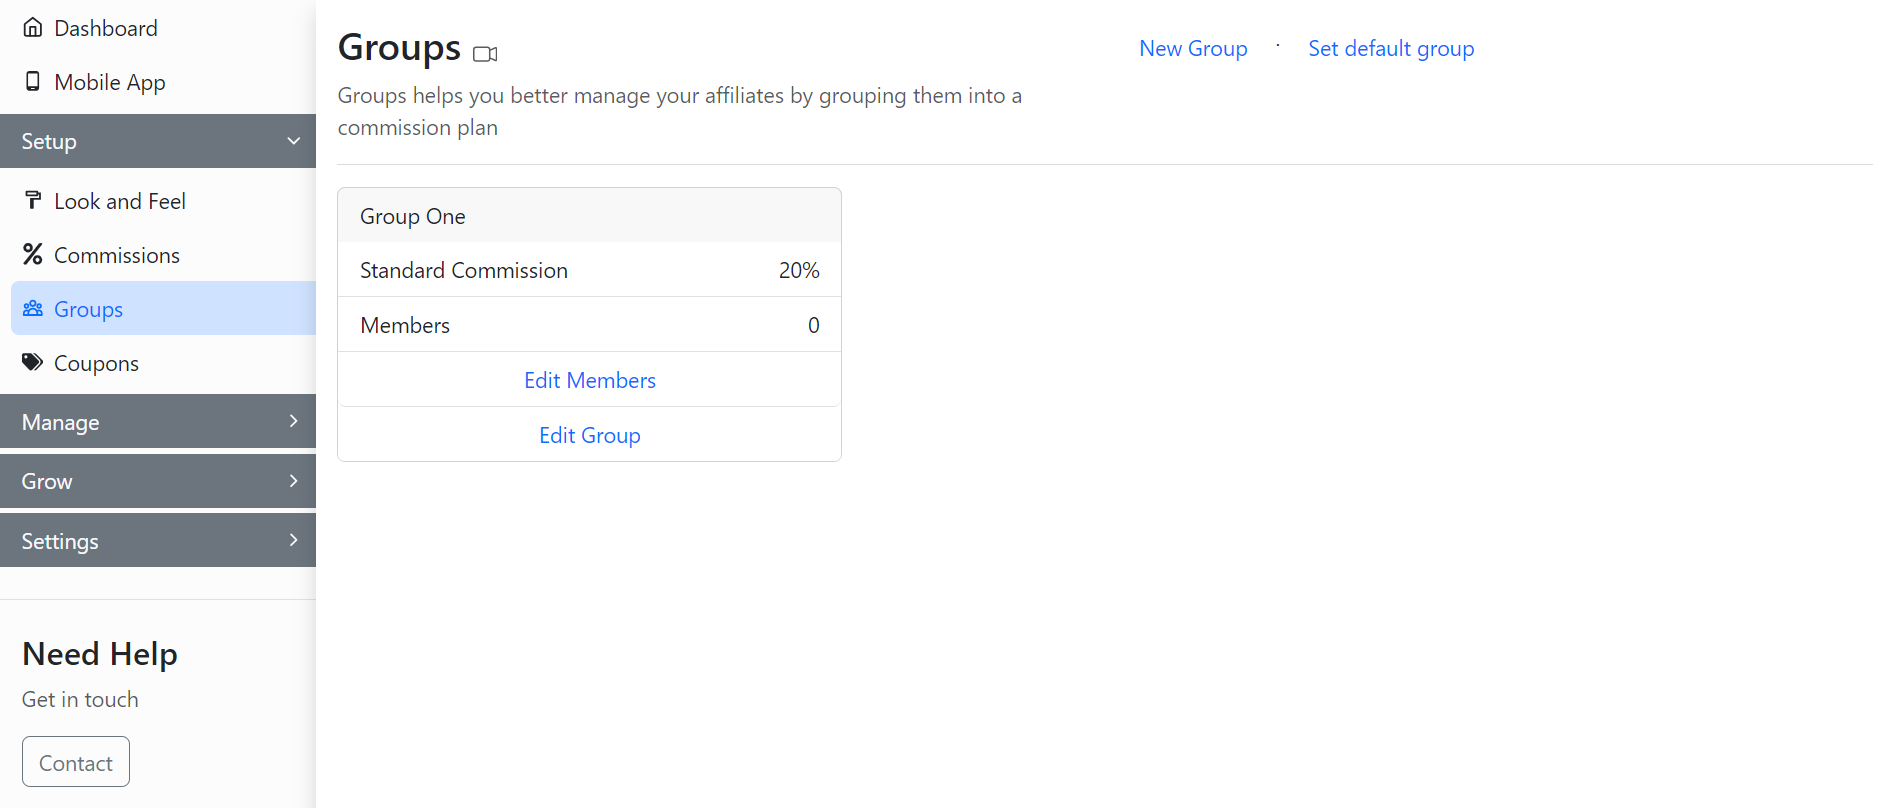 Dashboard
Mobile App
Setup
Look and Feel
Commissions
Groups
Coupons
Manage
Grow
Settings
Need Help
Get in touch
Contact
Groups
New Group · Set default group
Groups helps you better manage your affiliates by grouping them into a
commission plan
Group One
Standard Commission 20%
Members 0
Edit Members
Edit Group